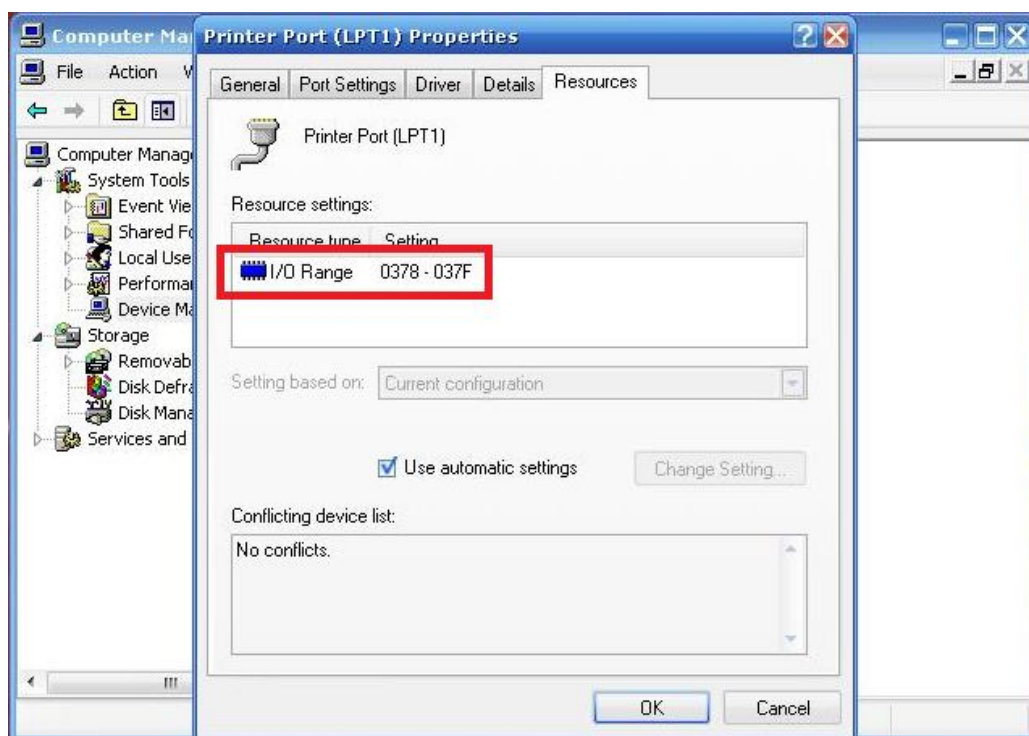 Computer Ma
Printer Port (LPT1) Properties
File Action V
General Port Settings Driver Details Resources
Printer Port (LPT1)
Computer Manag
System Tools
Event Vie
Shared Fo
Local Use
Performa
Device Ma
Storage
Removab
Disk Defra
Disk Mana
Services and
Resource settings:
Resource type Setting
I/O Range 0378 - 037F
Setting based on: Current configuration
Use automatic settings Change Setting...
Conflicting device list:
No conflicts.
OK Cancel